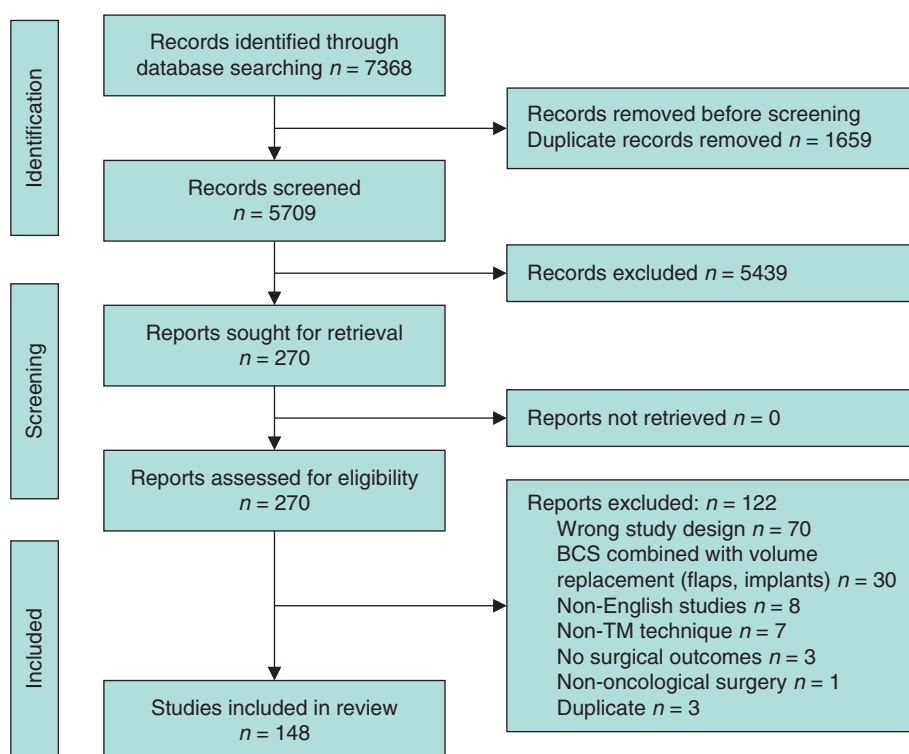 Identification
Records identified through
database searching n = 7368
Records removed before screening
Duplicate records removed n = 1659
Records screened
n = 5709
Records excluded n = 5439
Screening
Reports sought for retrieval
n = 270
Reports not retrieved n = 0
Reports assessed for eligibility
n = 270
Reports excluded: n = 122
Wrong study design n = 70
BCS combined with volume
replacement (flaps, implants) n = 30
Non-English studies n = 8
Non-TM technique n = 7
No surgical outcomes n = 3
Non-oncological surgery n = 1
Duplicate n = 3
Included
Studies included in review
n = 148